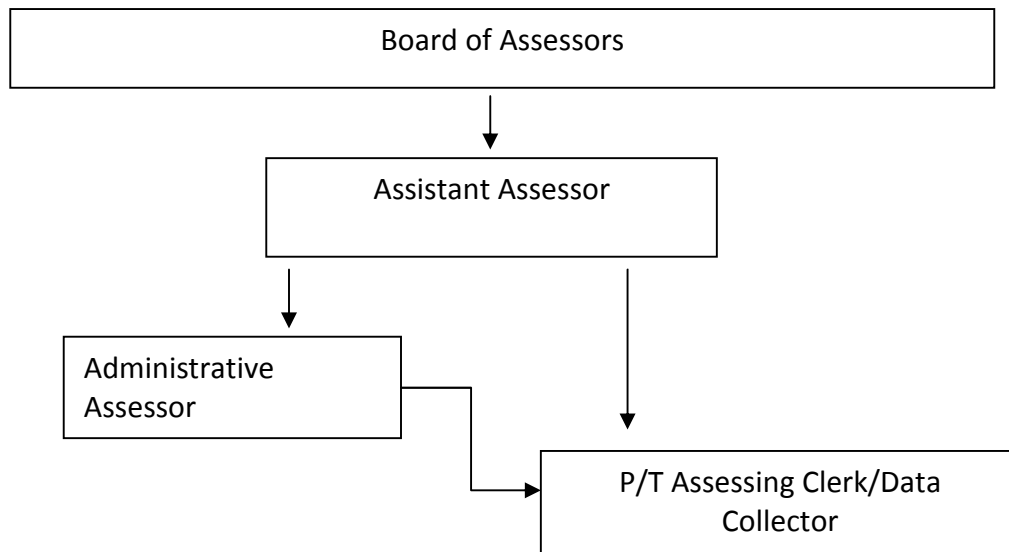 Board of Assessors
Assistant Assessor
Administrative
Assessor
P/T Assessing Clerk/Data
Collector